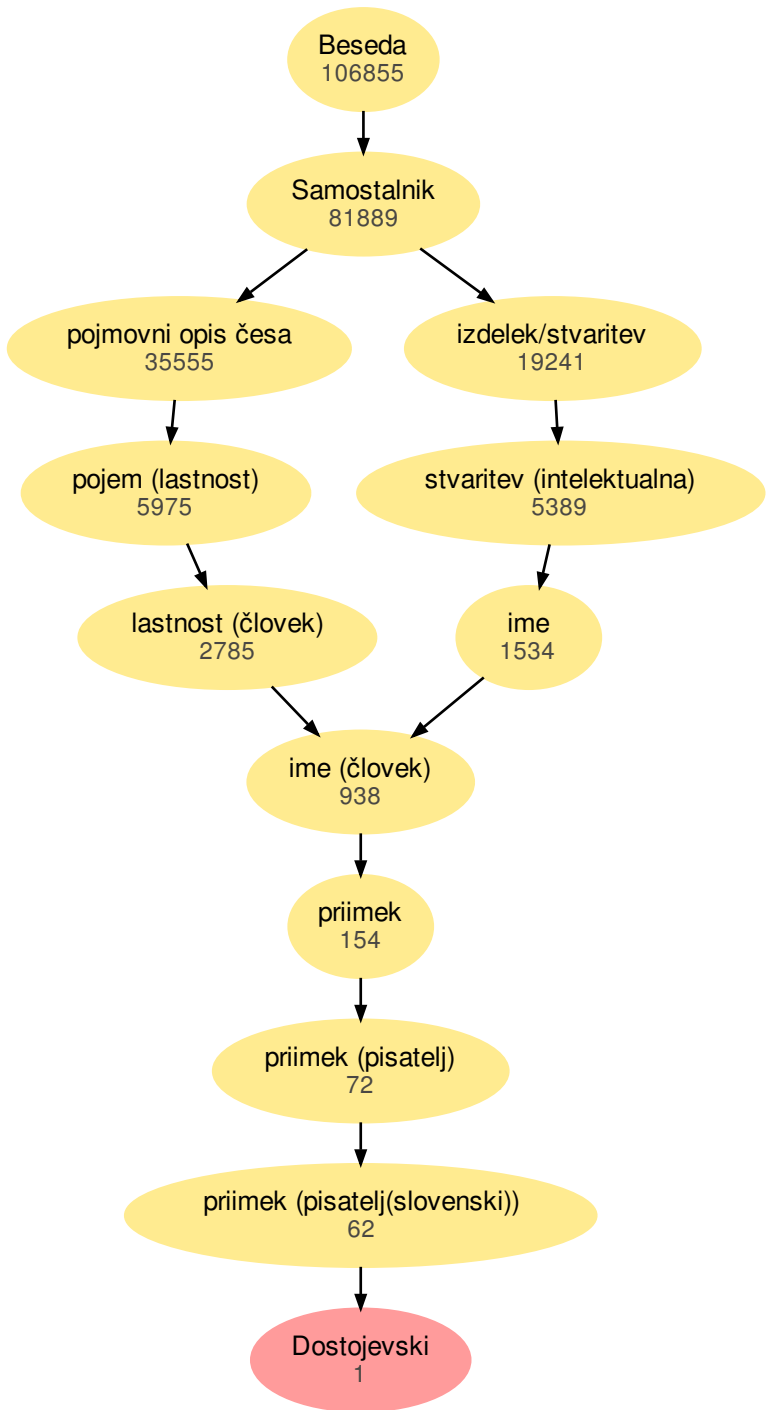 Beseda
106855
Samostalnik
81889
pojmovni opis česa
35555
izdelek/stvaritev
19241
pojem (lastnost)
5975
stvaritev (intelektualna)
5389
lastnost (človek)
2785
ime
1534
ime (človek)
938
priimek
154
priimek (pisatelj)
72
priimek (pisatelj(slovenski))
62
Dostojevski
1